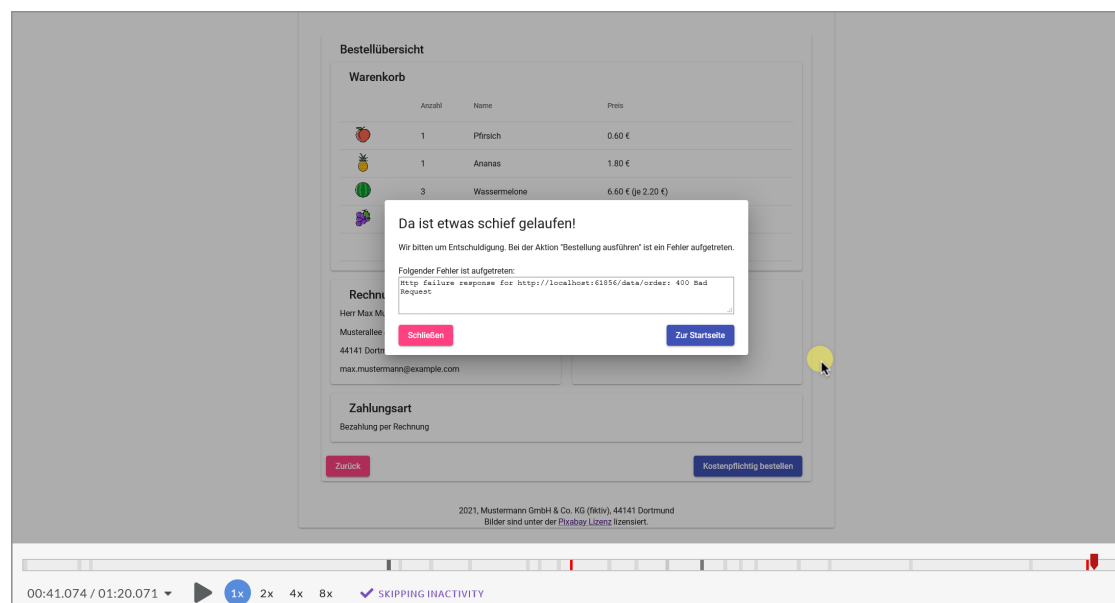 Bestellübersicht
Warenkorb
Anzahl Name Preis
1 Pfirsich 0.60 €
1 Ananas 1.80 €
3 Wassermelone 6.60 € (je 2.20 €)
Da ist etwas schief gelaufen!
Wir bitten um Entschuldigung. Bei der Aktion "Bestellung ausführen" ist ein Fehler aufgetreten.
Folgender Fehler ist aufgetreten:
Http failure response for http://localhost:61856/data/order: 400 Bad
Request
Schließen Zur Startseite
Herr Max
Musterallee
44141
max.mustermann@example.com
Zahlungsart
Bezahlung per Rechnung
Zurück Kostenpflichtig bestellen
2021, Mustermann GmbH & Co. KG (fiktiv), 44141 Dortmund
Bilder sind unter der Pixabay Lizenz lizensiert.
00:41.074 / 01:20.071 1x 2x 4x 8x SKIPPING INACTIVITY